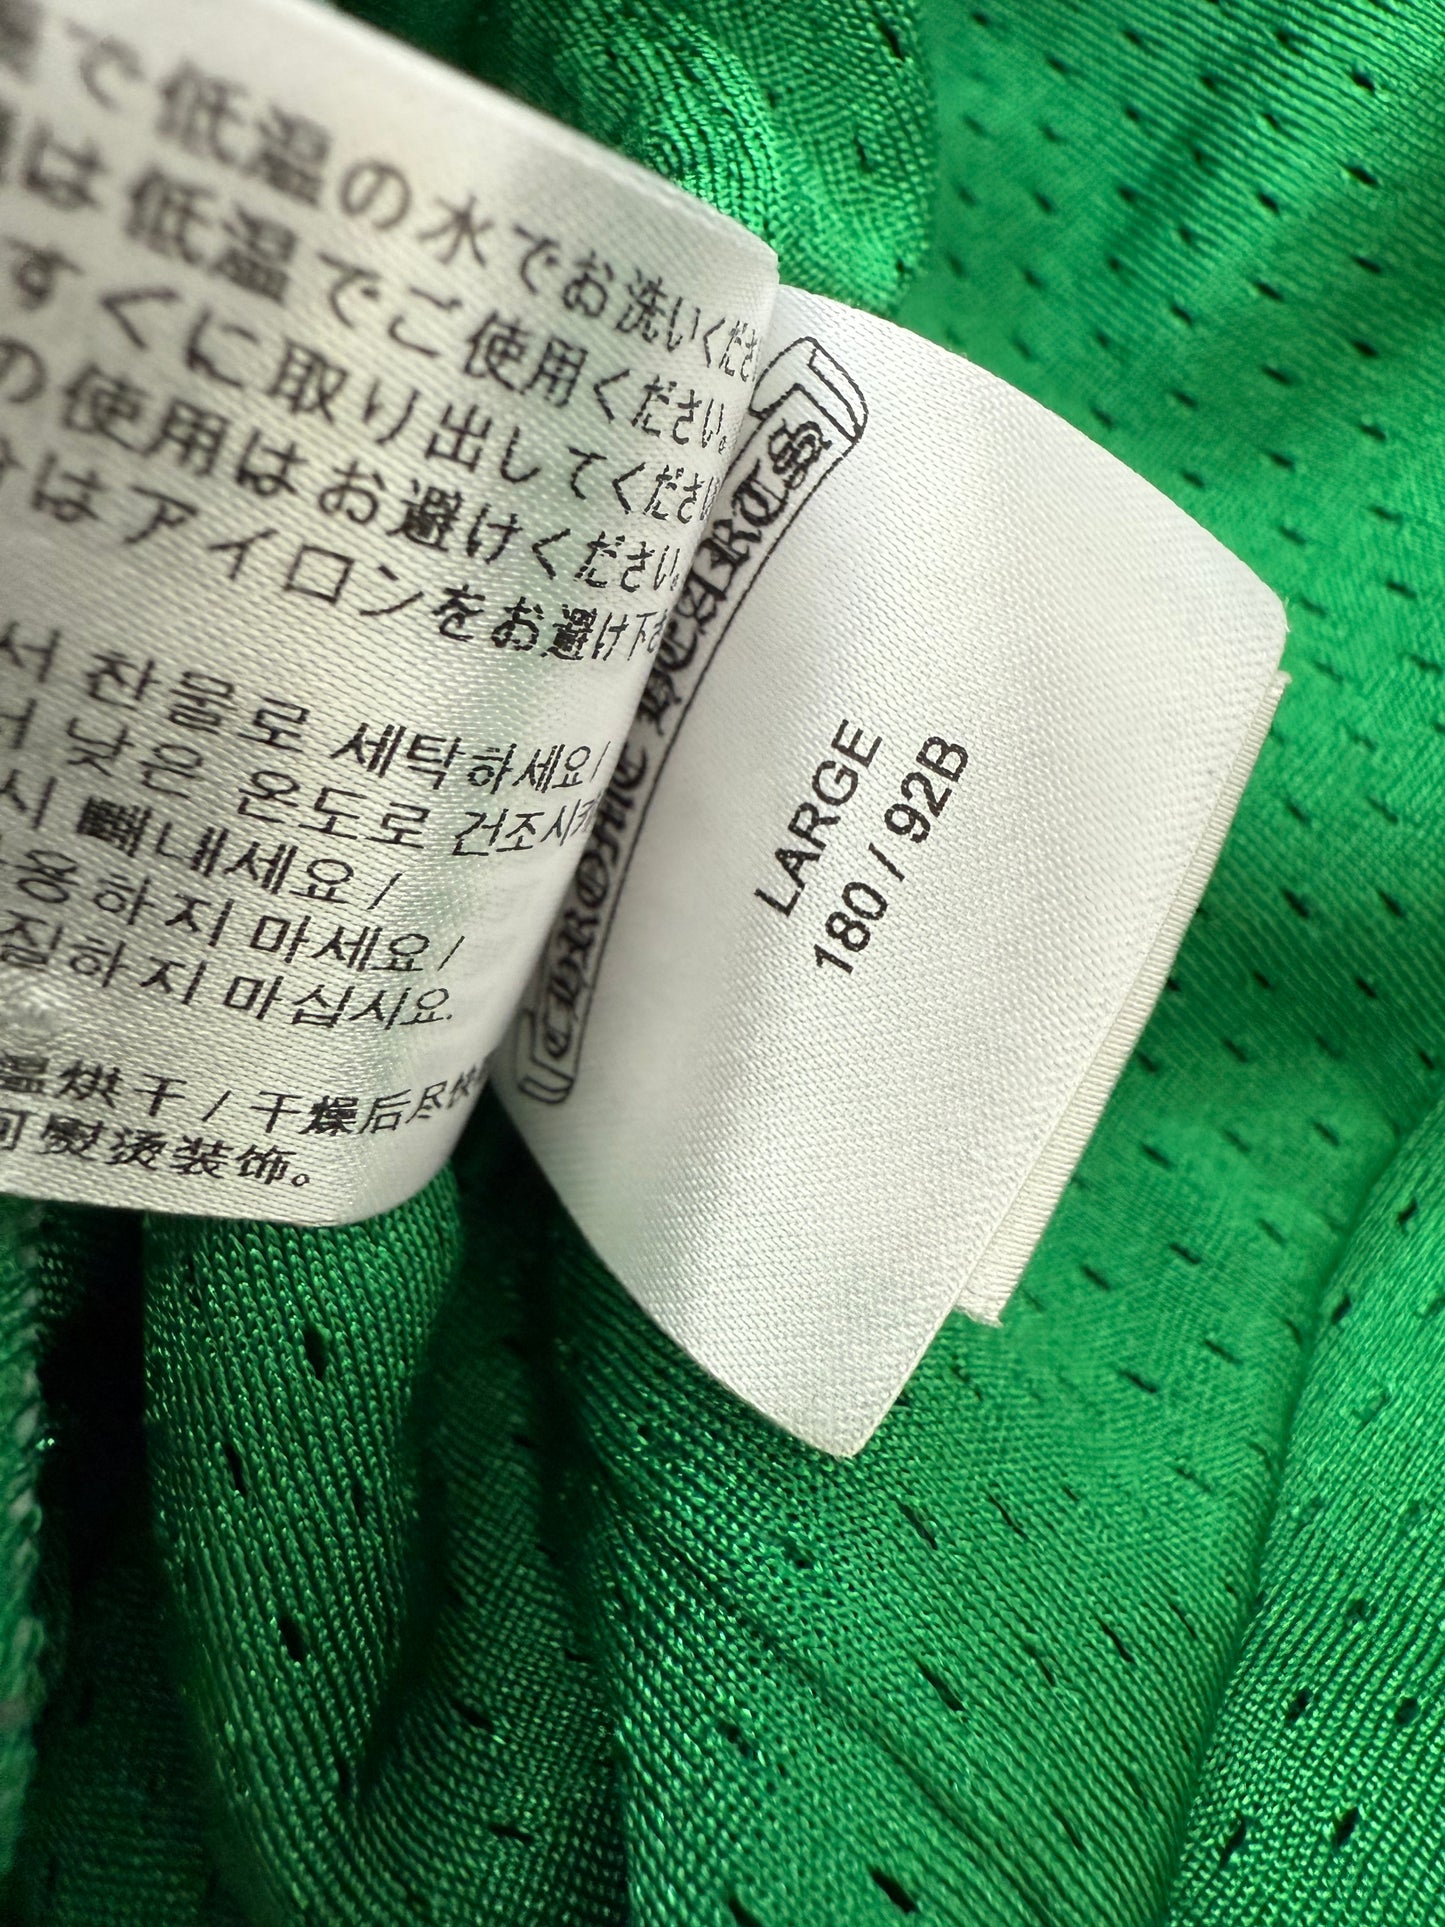 で低温の水でお洗いくださ
は低温でご使用ください。
すぐに取り出してくださ
の使用はお避けください。
はアイロンをお避け下さ
서 찬물로 세탁하세요/
낮은 온도로 건조시키
시 빼내세요 /
용하지 마세요 /
질하지 마십시오.
温烘干 / 干燥后尽快
可熨烫装饰。
CHROME HEARTS
LARGE
180 / 92B